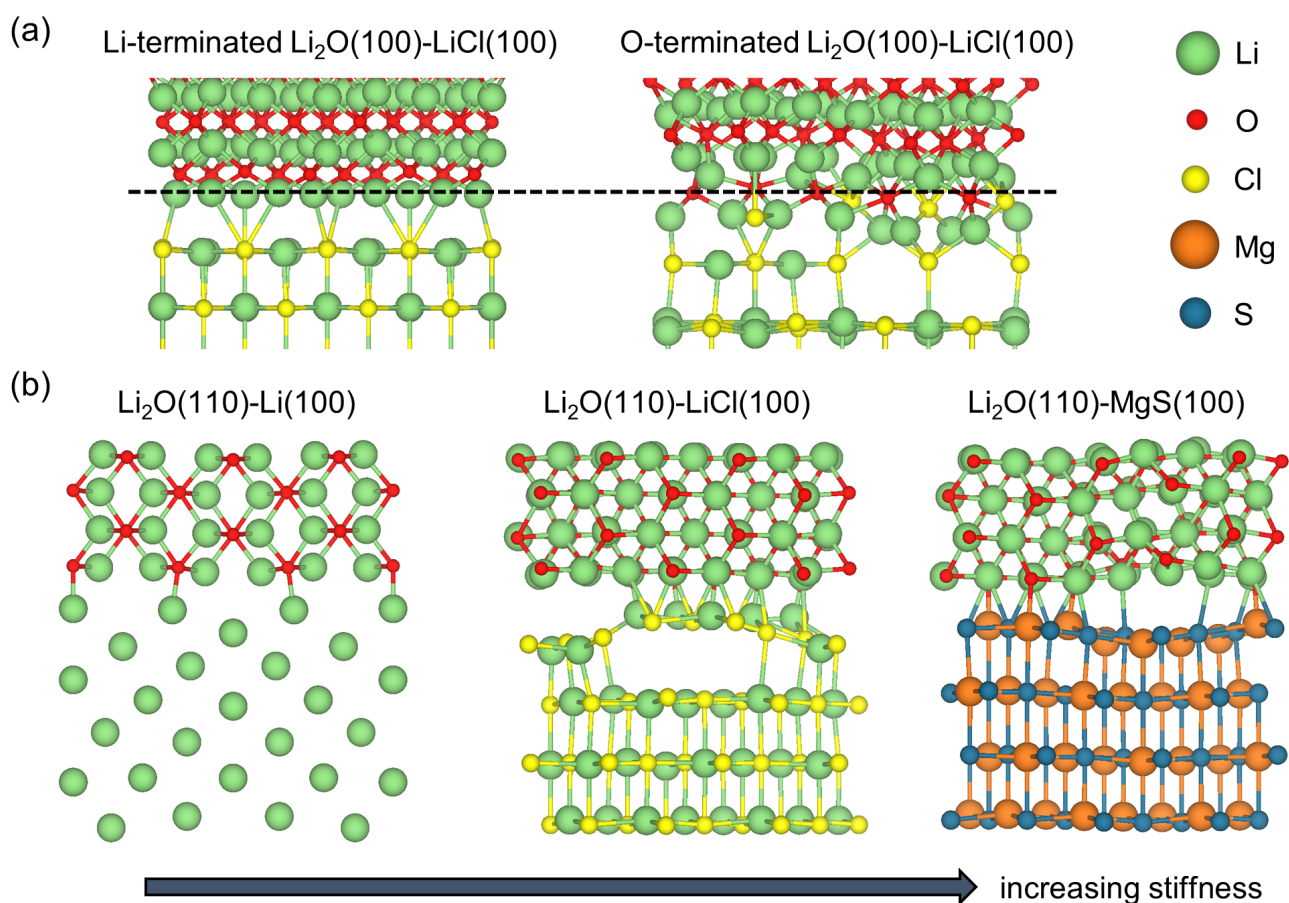 (a)
Li-terminated Li₂O(100)-LiCl(100)
O-terminated Li₂O(100)-LiCl(100)
Li
O
Cl
Mg
S
(b)
Li₂O(110)-Li(100)
Li₂O(110)-LiCl(100)
Li₂O(110)-MgS(100)
increasing stiffness